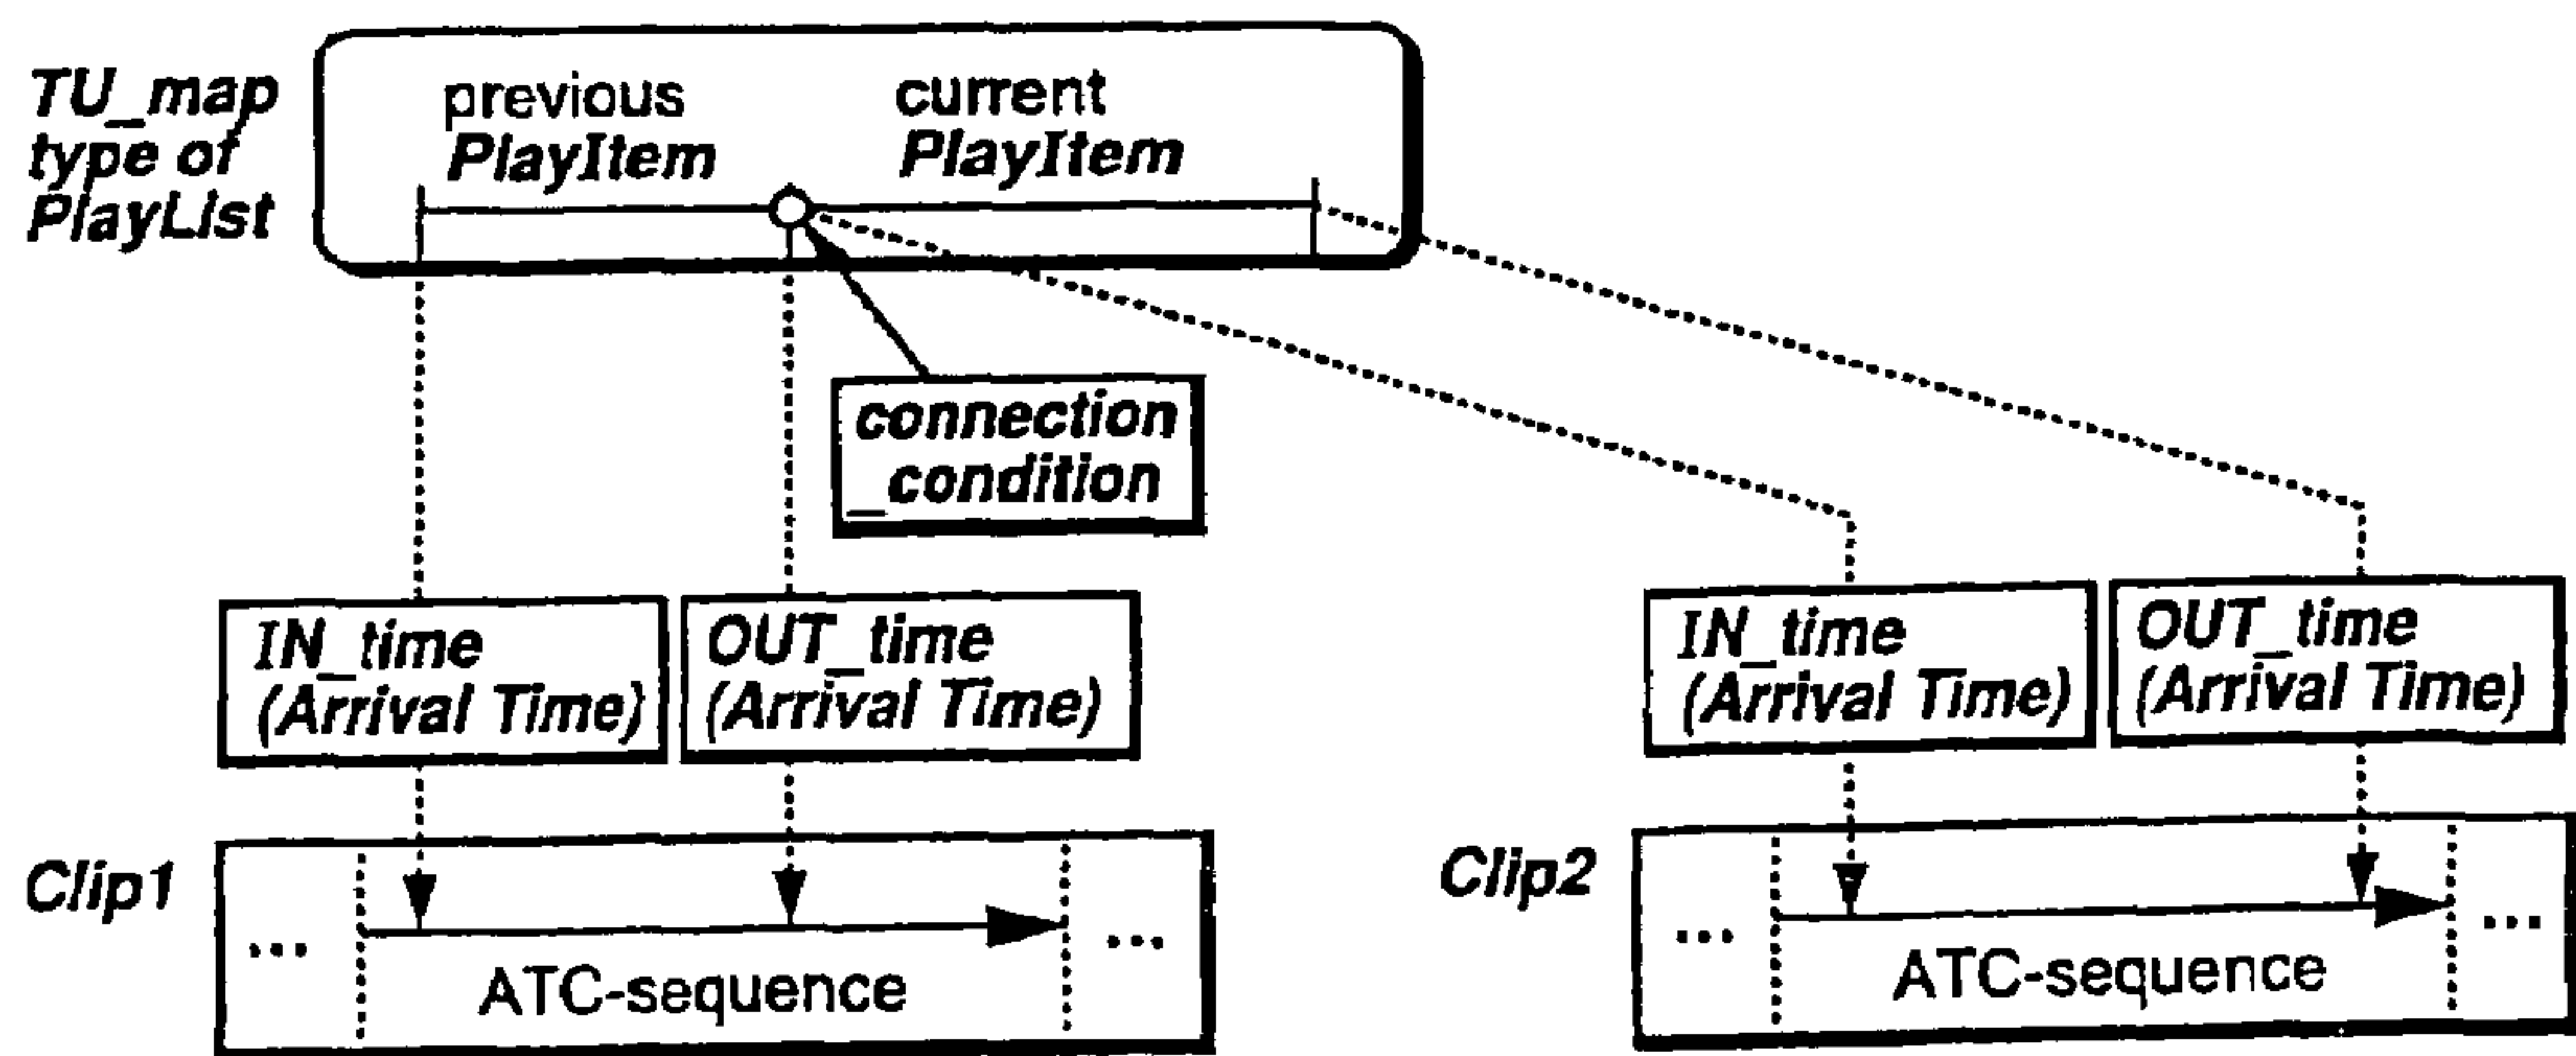 TU_map
type of
PlayList
previous
PlayItem
current
PlayItem
connection
_condition
IN_time
(Arrival Time)
OUT_time
(Arrival Time)
IN_time
(Arrival Time)
OUT_time
(Arrival Time)
Clip1
...
ATC-sequence
...
Clip2
...
ATC-sequence
...